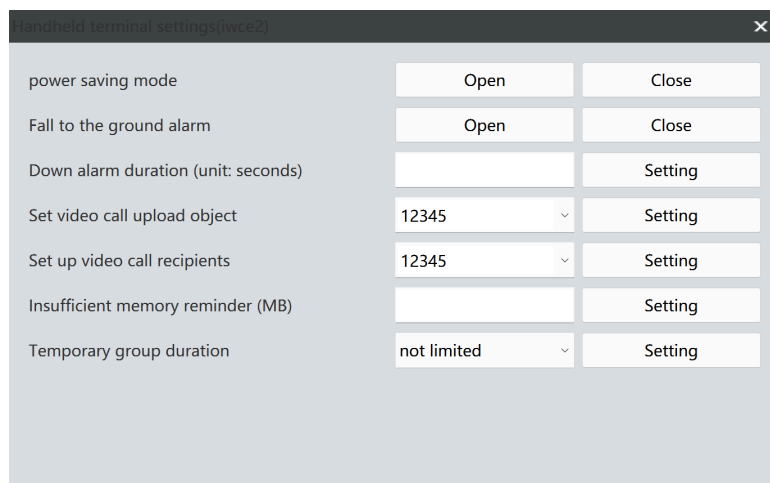 Handheld terminal settings(iwce2)
power saving mode Open Close
Fall to the ground alarm Open Close
Down alarm duration (unit: seconds) Setting
Set video call upload object 12345 Setting
Set up video call recipients 12345 Setting
Insufficient memory reminder (MB) Setting
Temporary group duration not limited Setting